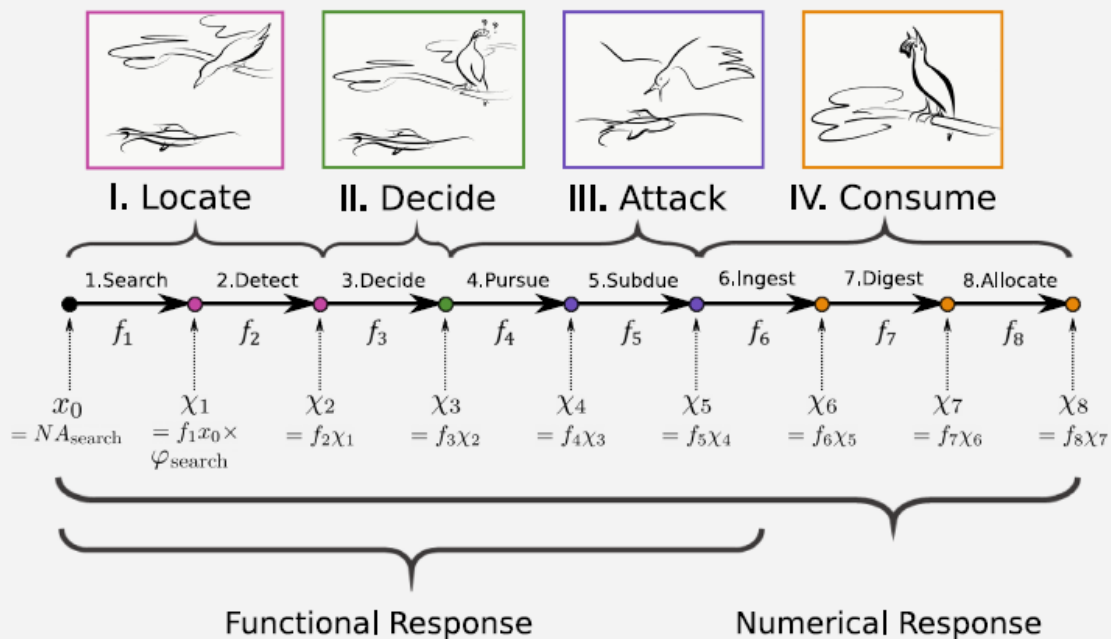 ? ?
I. Locate II. Decide III. Attack IV. Consume
1.Search 2.Detect 3.Decide 4.Pursue 5.Subdue 6.Ingest 7.Digest 8.Allocate
f₁ f₂ f₃ f₄ f₅ f₆ f₇ f₈
x₀ χ₁ χ₂ χ₃ χ₄ χ₅ χ₆ χ₇ χ₈
= NA_search = f₁x₀× = f₂χ₁ = f₃χ₂ = f₄χ₃ = f₅χ₄ = f₆χ₅ = f₇χ₆ = f₈χ₇
φ_search
Functional Response Numerical Response